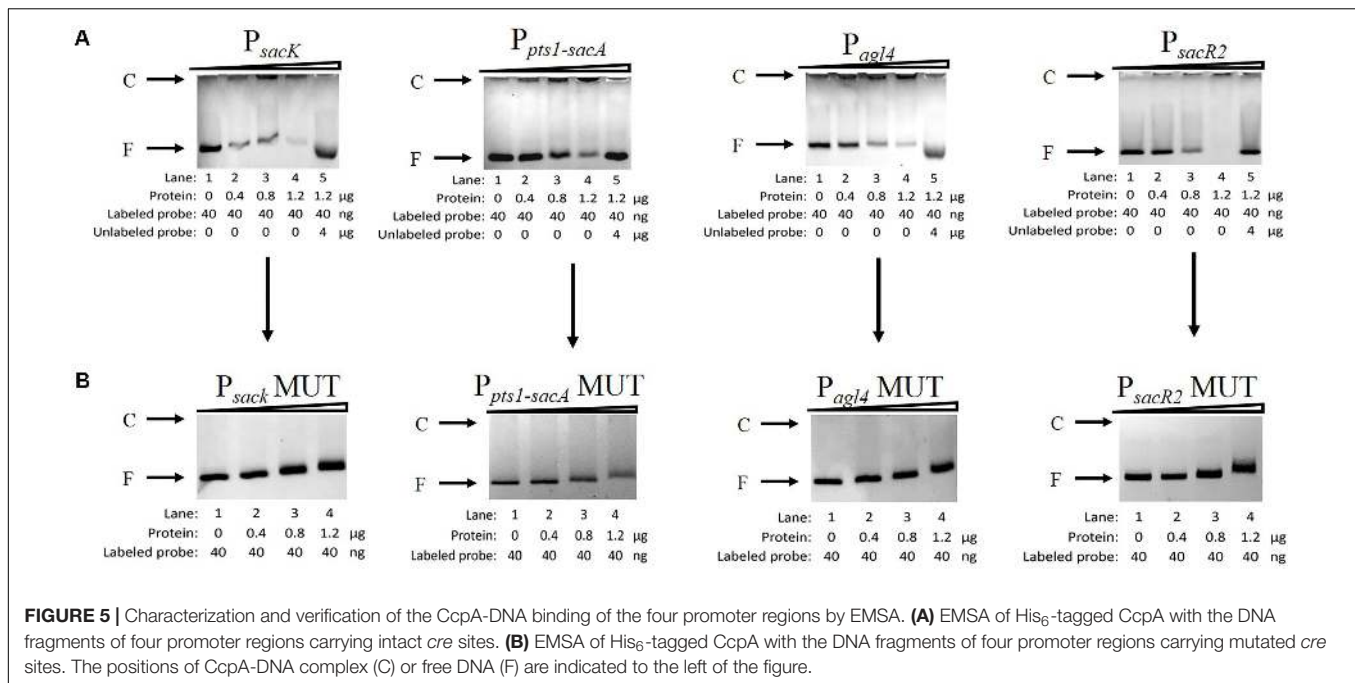 A
P sacK
P pts1-sacA
P agl4
P sacR2
C
C
C
C
F
F
F
F
Lane: 1 2 3 4 5
Protein: 0 0.4 0.8 1.2 1.2 μg
Labeled probe: 40 40 40 40 40 ng
Unlabeled probe: 0 0 0 0 4 μg
Lane: 1 2 3 4 5
Protein: 0 0.4 0.8 1.2 1.2 μg
Labeled probe: 40 40 40 40 40 ng
Unlabeled probe: 0 0 0 0 4 μg
Lane: 1 2 3 4 5
Protein: 0 0.4 0.8 1.2 1.2 μg
Labeled probe: 40 40 40 40 40 ng
Unlabeled probe: 0 0 0 0 4 μg
Lane: 1 2 3 4 5
Protein: 0 0.4 0.8 1.2 1.2 μg
Labeled probe: 40 40 40 40 40 ng
Unlabeled probe: 0 0 0 0 4 μg
B
P sack MUT
P pts1-sacA MUT
P agl4 MUT
P sacR2 MUT
C
C
C
C
F
F
F
F
Lane: 1 2 3 4
Protein: 0 0.4 0.8 1.2 μg
Labeled probe: 40 40 40 40 ng
Lane: 1 2 3 4
Protein: 0 0.4 0.8 1.2 μg
Labeled probe: 40 40 40 40 ng
Lane: 1 2 3 4
Protein: 0 0.4 0.8 1.2 μg
Labeled probe: 40 40 40 40 ng
Lane: 1 2 3 4
Protein: 0 0.4 0.8 1.2 μg
Labeled probe: 40 40 40 40 ng
FIGURE 5 | Characterization and verification of the CcpA-DNA binding of the four promoter regions by EMSA. (A) EMSA of His6-tagged CcpA with the DNA
fragments of four promoter regions carrying intact cre sites. (B) EMSA of His6-tagged CcpA with the DNA fragments of four promoter regions carrying mutated cre
sites. The positions of CcpA-DNA complex (C) or free DNA (F) are indicated to the left of the figure.